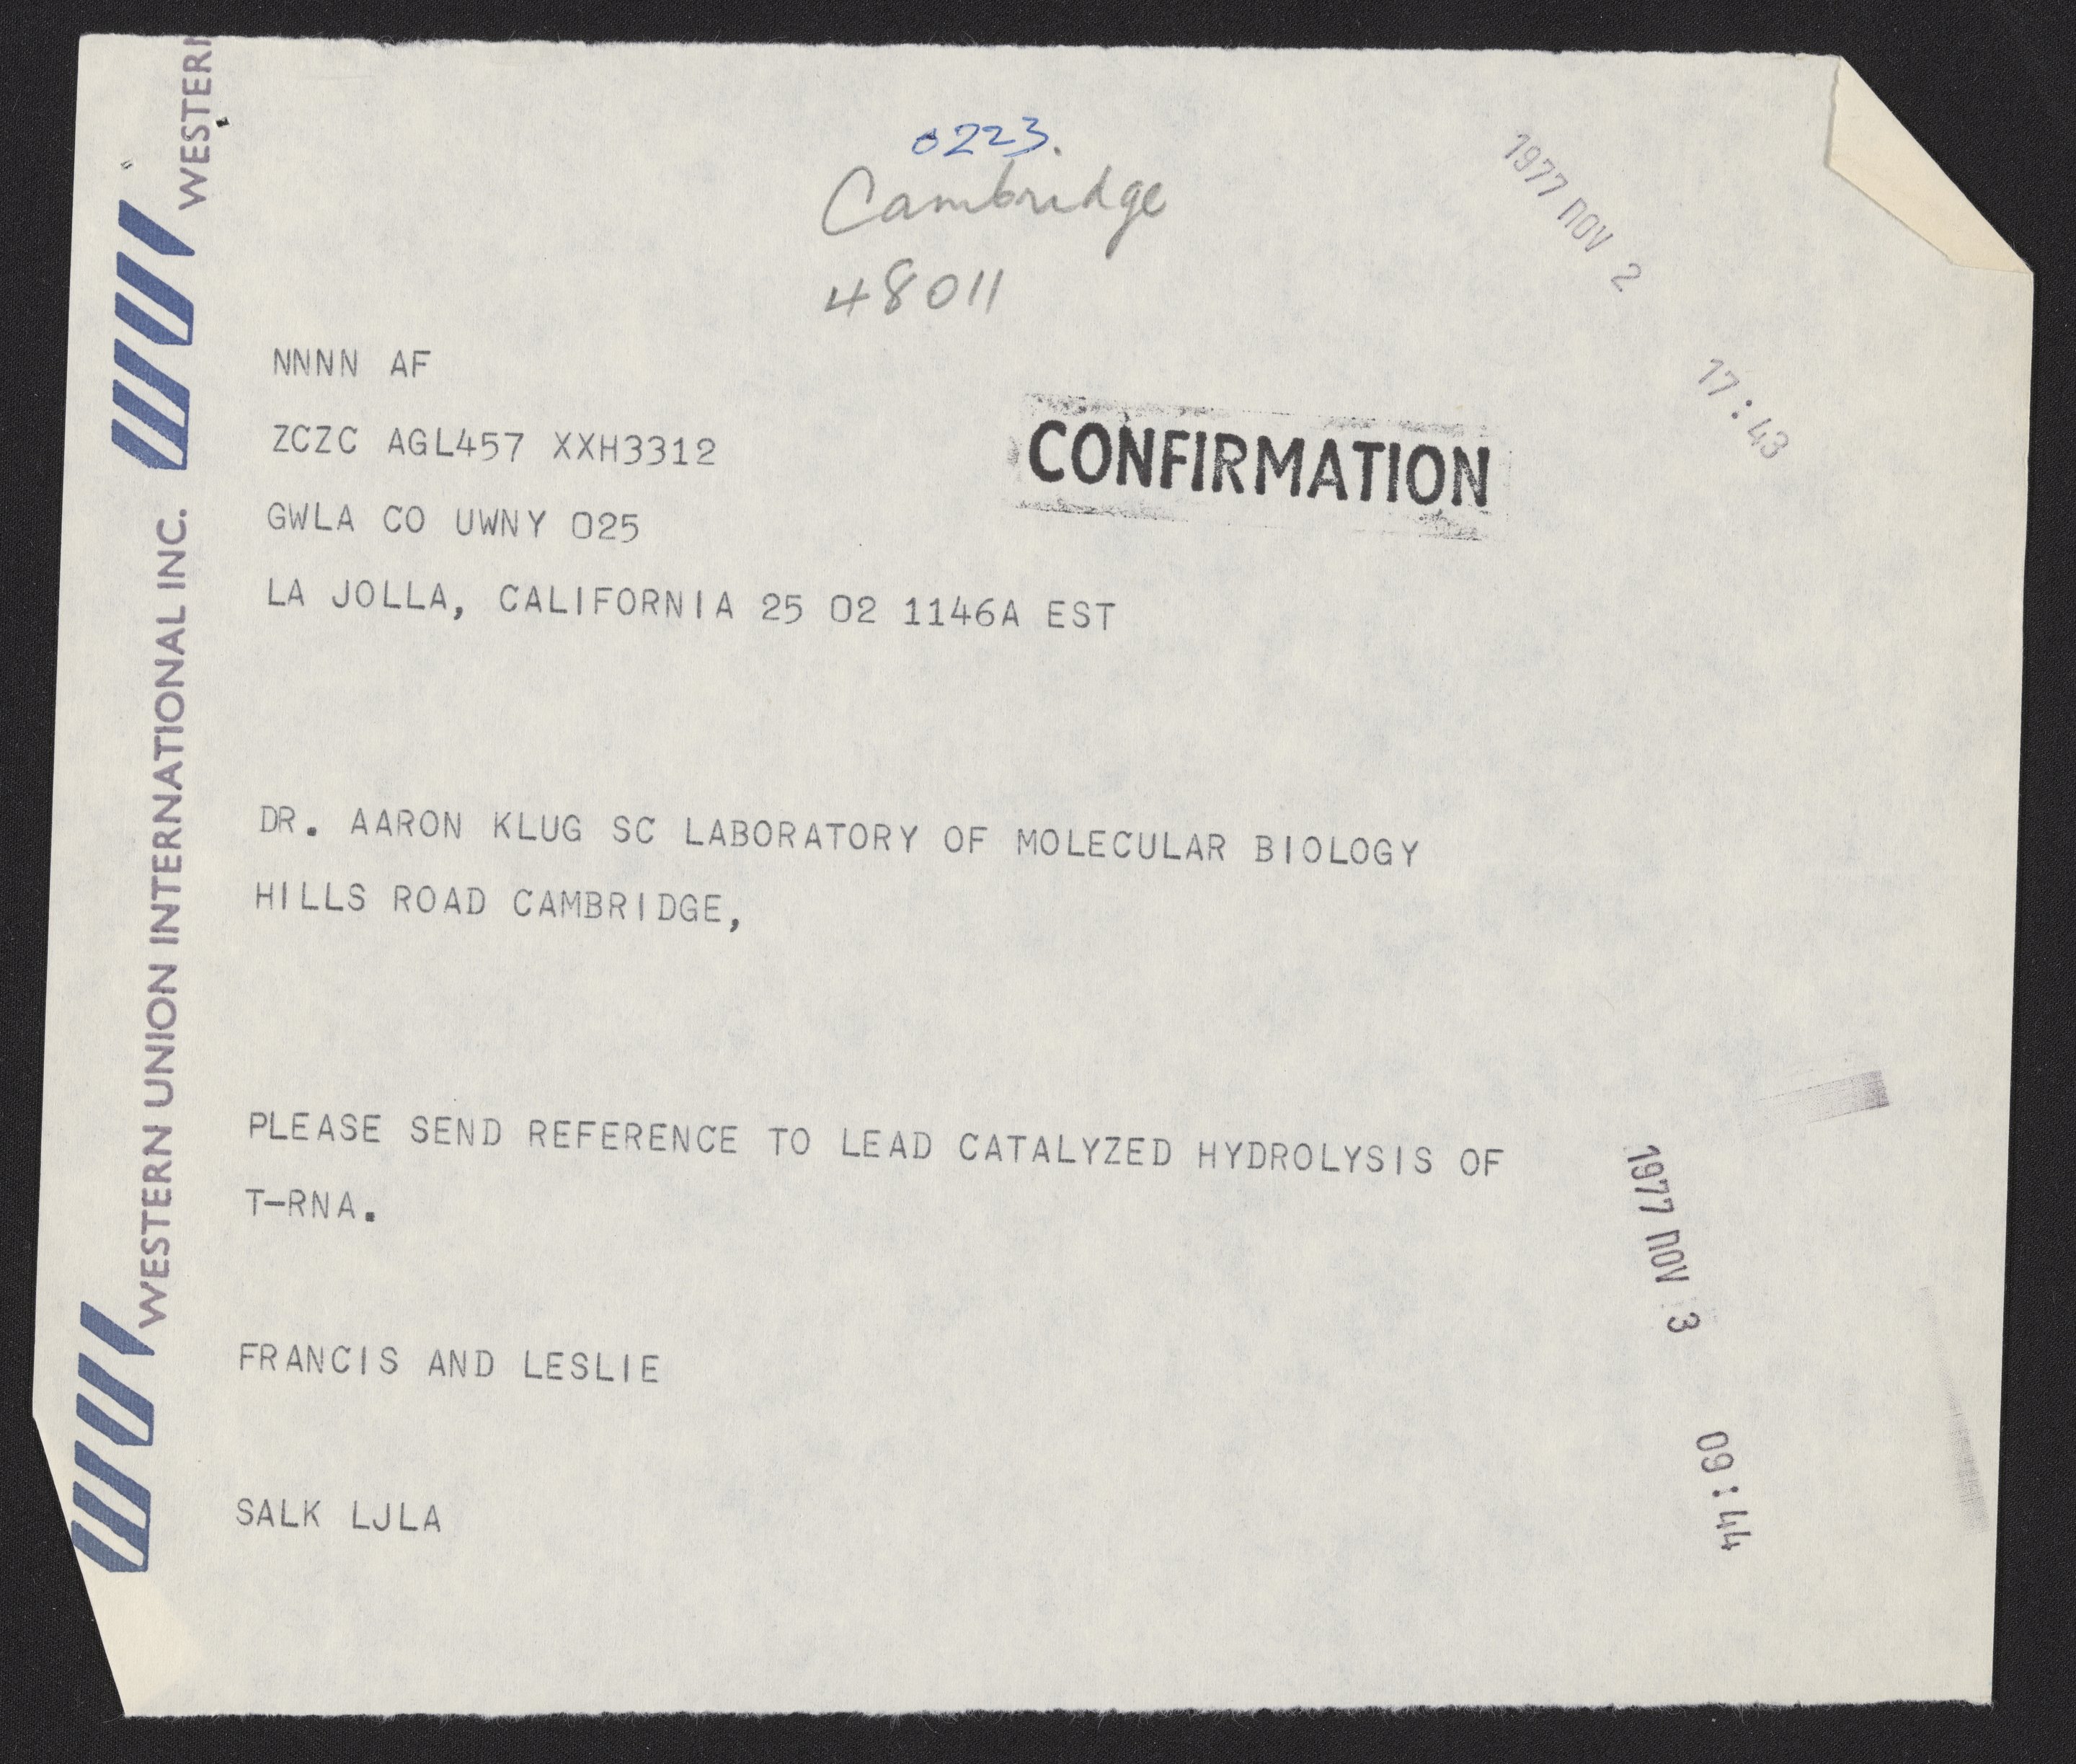 0223.
Cambridge
48011
1977 NOV 2
17:43
NNNN AF
ZCZC AGL457 XXH3312
CONFIRMATION
GWLA CO UWNY 025
LA JOLLA, CALIFORNIA 25 02 1146A EST
DR. AARON KLUG SC LABORATORY OF MOLECULAR BIOLOGY
HILLS ROAD CAMBRIDGE,
PLEASE SEND REFERENCE TO LEAD CATALYZED HYDROLYSIS OF
T-RNA.
FRANCIS AND LESLIE
SALK LJLA
1977 NOV 3
09:44
WESTERN UNION INTERNATIONAL INC.
WESTERN